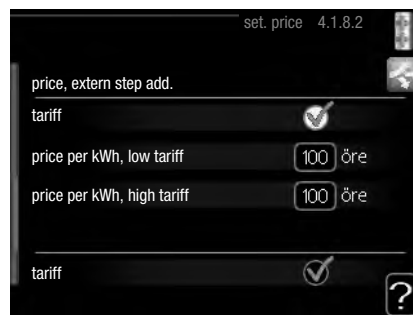 set. price 4.1.8.2
price, extern step add.
tariff
price per kWh, low tariff 100 öre
price per kWh, high tariff 100 öre
tariff
?